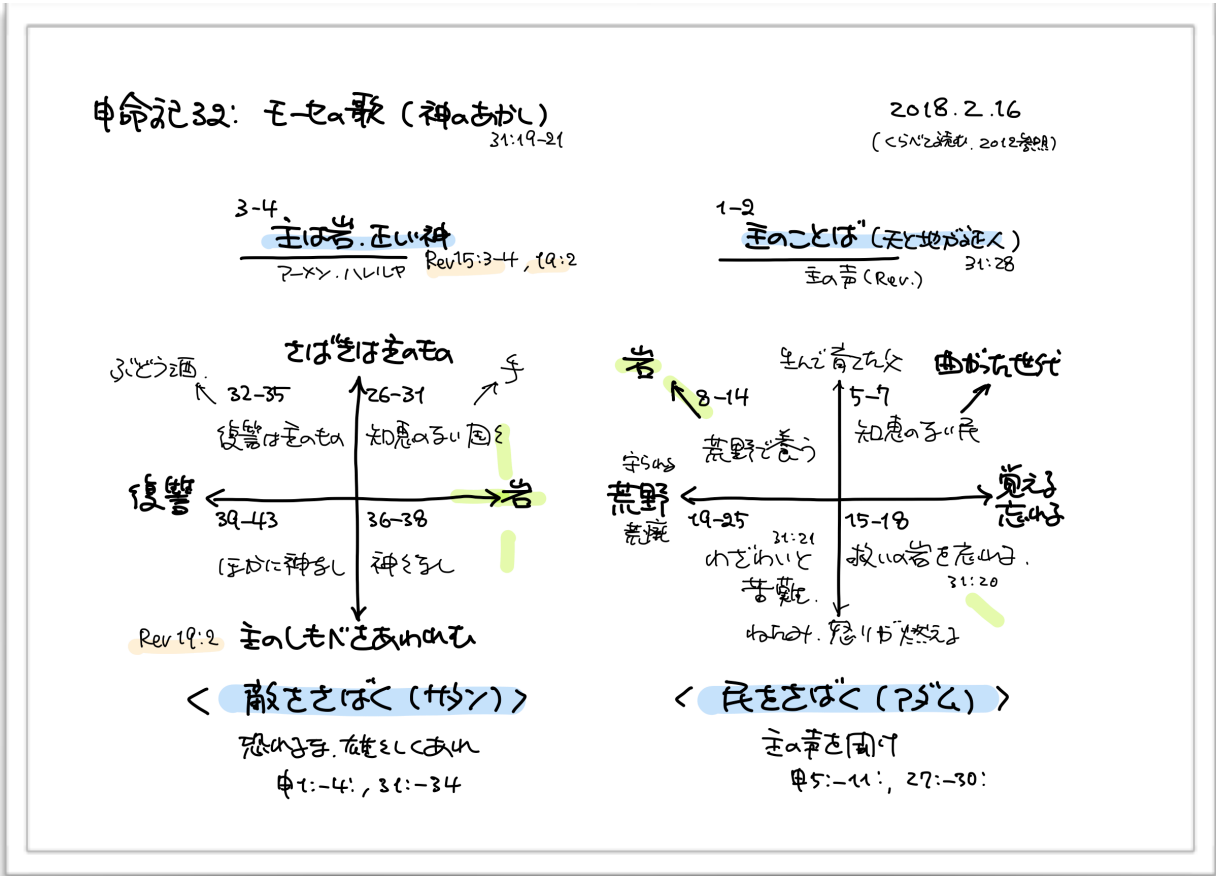 申命記32: モーセの歌 (神のあかし)
31:19-21
2018.2.16
(くらべて読む. 2012参照)
3-4
主は岩.正しい神
アーメン.ハレルヤ
Rev15:3-4, 19:2
1-2
主のことば (天と地が証人)
31:28
主の声 (Rev.)
さばきは主のもの
ぶどう酒.
手
32-35
26-31
復讐は主のもの
知恵のない国々
復讐
岩
39-43
36-38
ほかに神なし
神々なし
Rev 19:2
主のしもべをあわれむ
<敵をさばく (サタン)>
恐れるな.雄々しくあれ
申1:-4:, 31:-34
岩
生んで育てた父
曲がった世代
8-14
5-7
荒野で養う
知恵のない民
守られる
荒野
荒廃
覚える
忘れる
19-25
15-18
31:21
わざわいと
苦難.
救いの岩を忘れる.
31:20
ねたみ.怒りが燃える
<民をさばく (アダム)>
主の声を聞け
申5:-11:, 27:-30: